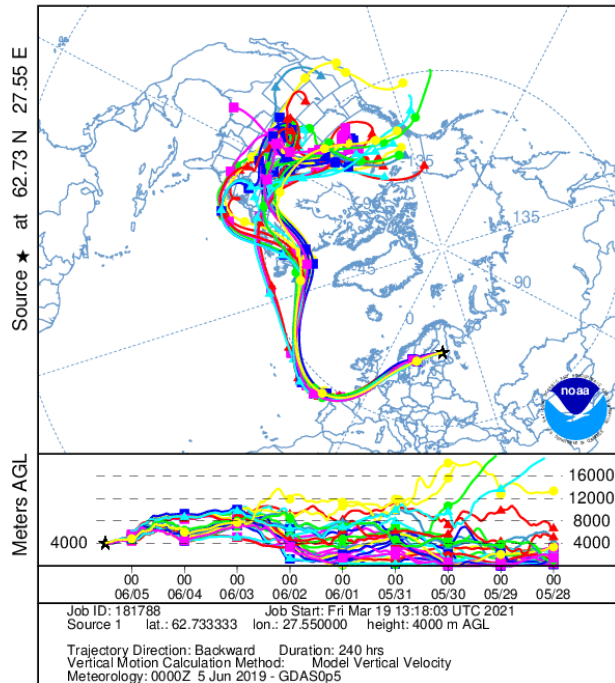 Source ★ at 62.73 N 27.55 E
135
90
45
0
noaa
Meters AGL
16000
12000
8000
4000
4000
00 00 00 00 00 00 00 00 00
06/05 06/04 06/03 06/02 06/01 05/31 05/30 05/29 05/28
Job ID: 181788 Job Start: Fri Mar 19 13:18:03 UTC 2021
Source 1 lat.: 62.733333 lon.: 27.550000 height: 4000 m AGL
Trajectory Direction: Backward Duration: 240 hrs
Vertical Motion Calculation Method: Model Vertical Velocity
Meteorology: 0000Z 5 Jun 2019 - GDAS0p5